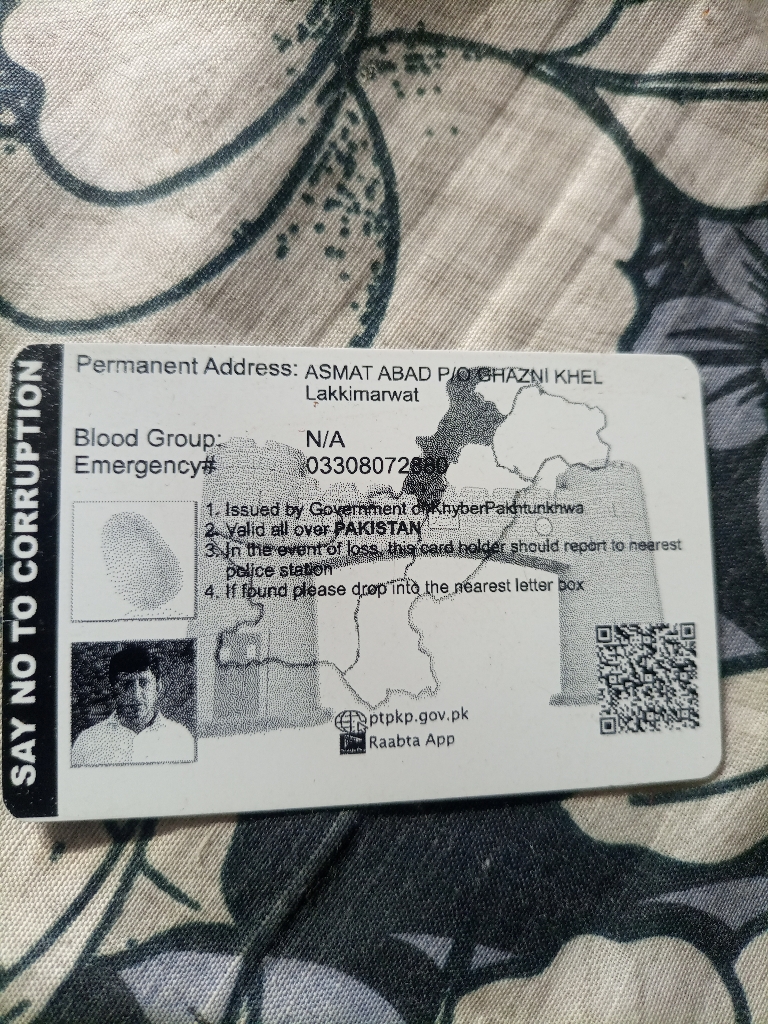 SAY NO TO CORRUPTION
Permanent Address: ASMAT ABAD P/O GHAZNI KHEL
Lakkimarwat
Blood Group: N/A
Emergency# 03308072880
1. Issued by Government of KhyberPakhtunkhwa
2. Valid all over PAKISTAN
3. In the event of loss, this card holder should report to nearest
police station
4. If found please drop into the nearest letter box
ptpkp.gov.pk
Raabta App